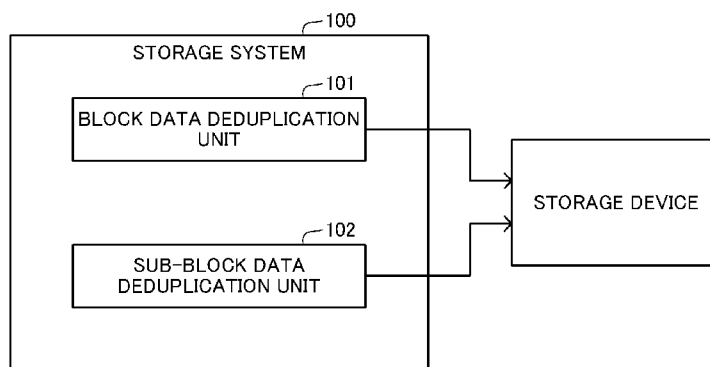 100
STORAGE SYSTEM
101
BLOCK DATA DEDUPLICATION
UNIT
STORAGE DEVICE
102
SUB-BLOCK DATA
DEDUPLICATION UNIT